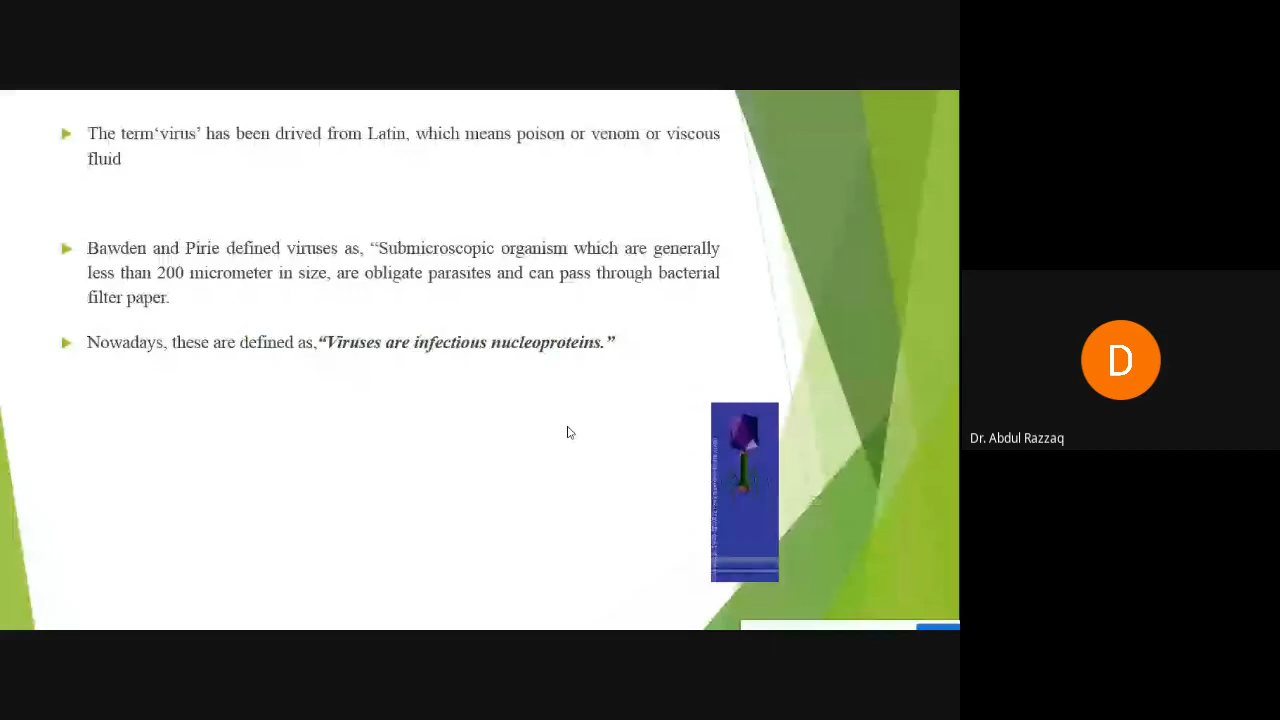 The term‘virus’ has been drived from Latin, which means poison or venom or viscous
fluid
Bawden and Pirie defined viruses as, “Submicroscopic organism which are generally
less than 200 micrometer in size, are obligate parasites and can pass through bacterial
filter paper.
Nowadays, these are defined as,“Viruses are infectious nucleoproteins.”
D
Dr. Abdul Razzaq